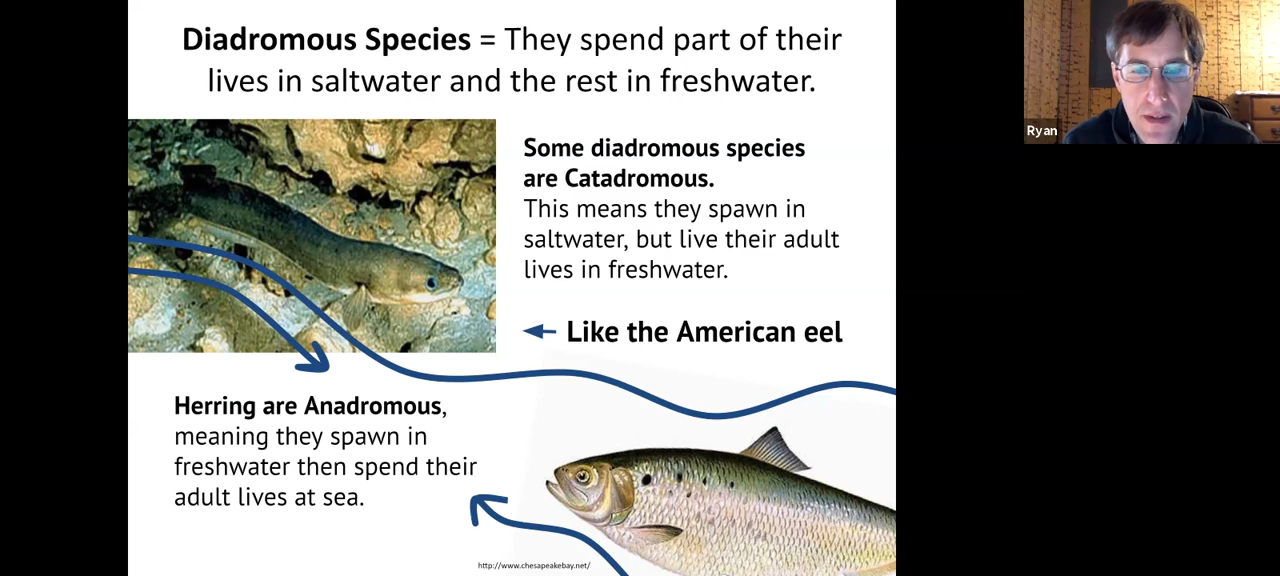 Diadromous Species = They spend part of their
lives in saltwater and the rest in freshwater.
Ryan
Some diadromous species
are Catadromous.
This means they spawn in
saltwater, but live their adult
lives in freshwater.
Like the American eel
Herring are Anadromous,
meaning they spawn in
freshwater then spend their
adult lives at sea.
http://www.chesapeakebay.net/